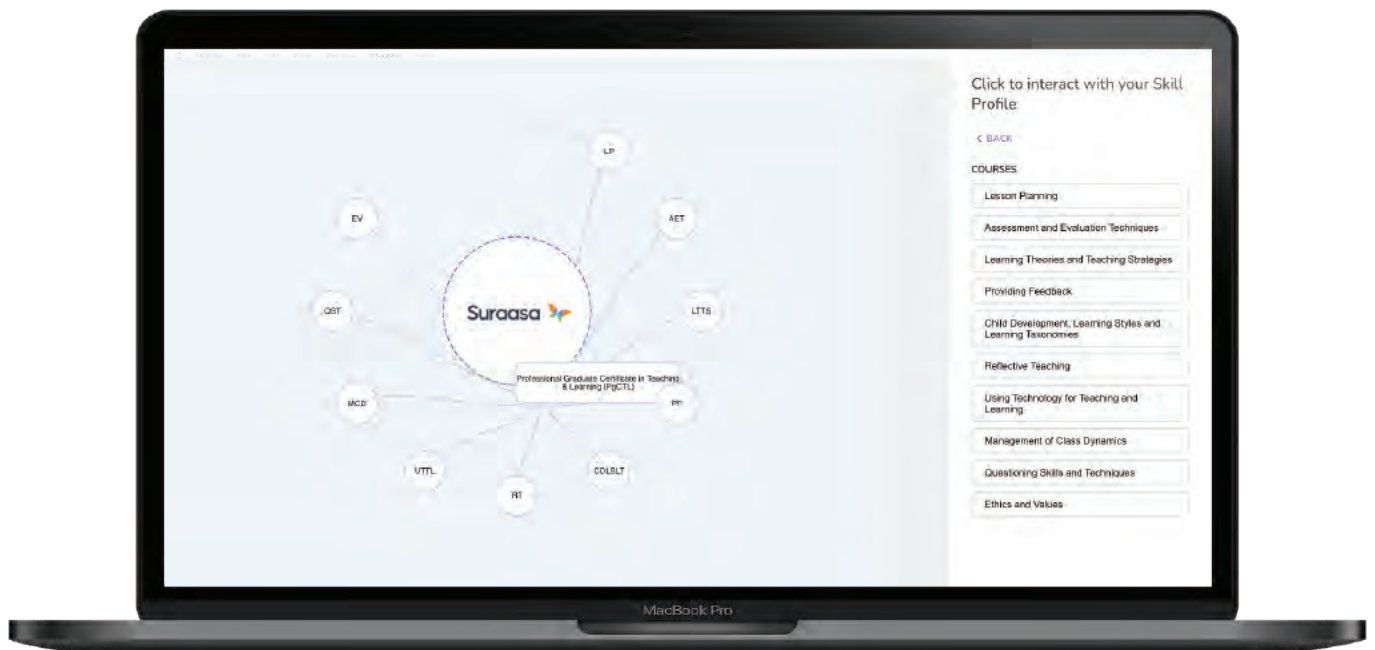 Click to interact with your Skill
Profile
< BACK
COURSES
Lesson Planning
Assessment and Evaluation Techniques
Learning Theories and Teaching Strategies
Providing Feedback
Child Development, Learning Styles and
Learning Taxonomies
Reflective Teaching
Using Technology for Teaching and
Learning
Management of Class Dynamics
Questioning Skills and Techniques
Ethics and Values
LP
EV
AET
QST
Suraasa
LTTS
Professional Graduate Certificate in Teaching
& Learning (PgCTL)
MCD
PF
UTTL
CDLSLT
RT
MacBook Pro